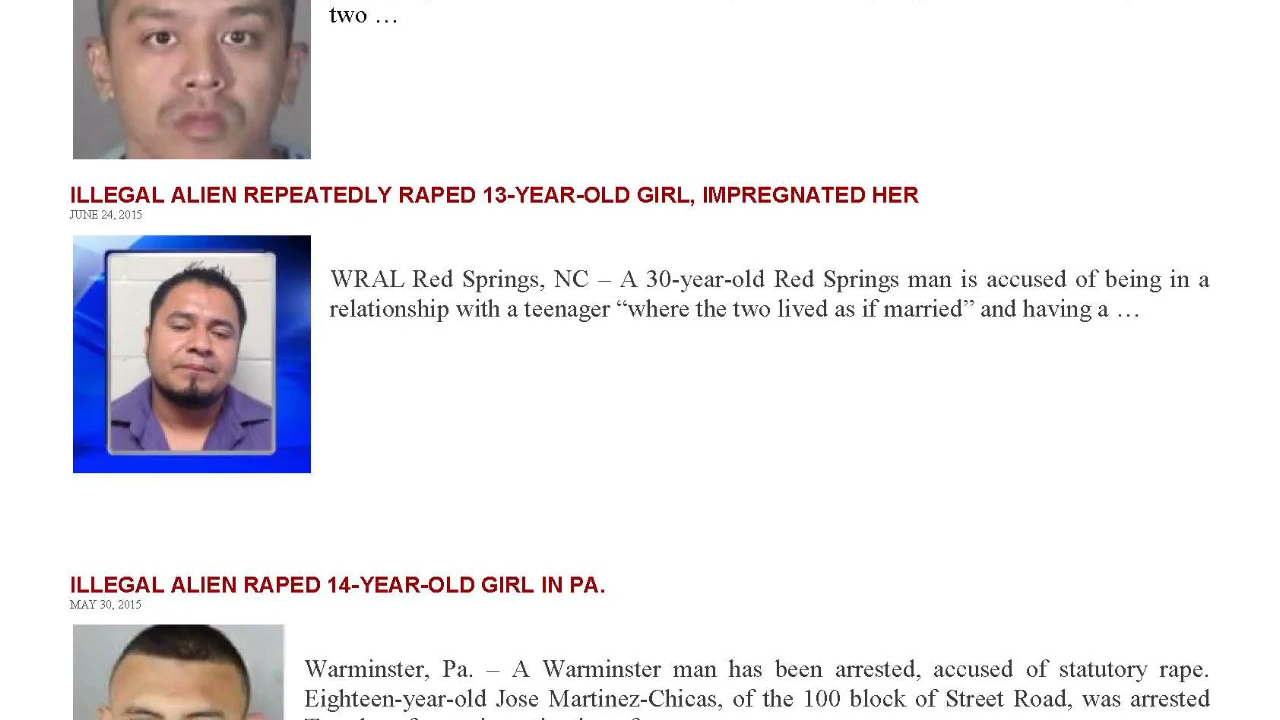 two …
ILLEGAL ALIEN REPEATEDLY RAPED 13-YEAR-OLD GIRL, IMPREGNATED HER
JUNE 24, 2015
WRAL Red Springs, NC – A 30-year-old Red Springs man is accused of being in a
relationship with a teenager “where the two lived as if married” and having a …
ILLEGAL ALIEN RAPED 14-YEAR-OLD GIRL IN PA.
MAY 30, 2015
Warminster, Pa. – A Warminster man has been arrested, accused of statutory rape.
Eighteen-year-old Jose Martinez-Chicas, of the 100 block of Street Road, was arrested